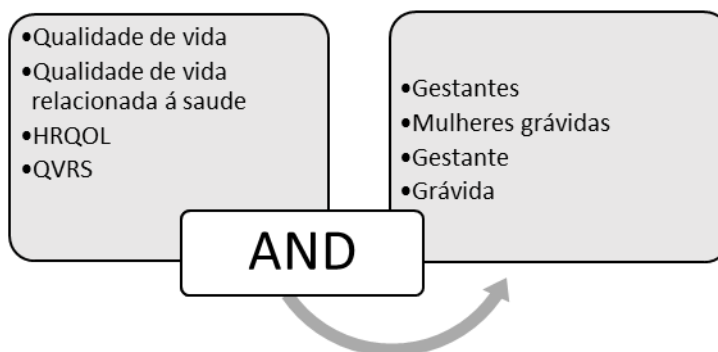 •Qualidade de vida
•Qualidade de vida
relacionada á saude
•HRQOL
•QVRS
•Gestantes
•Mulheres grávidas
•Gestante
•Grávida
AND